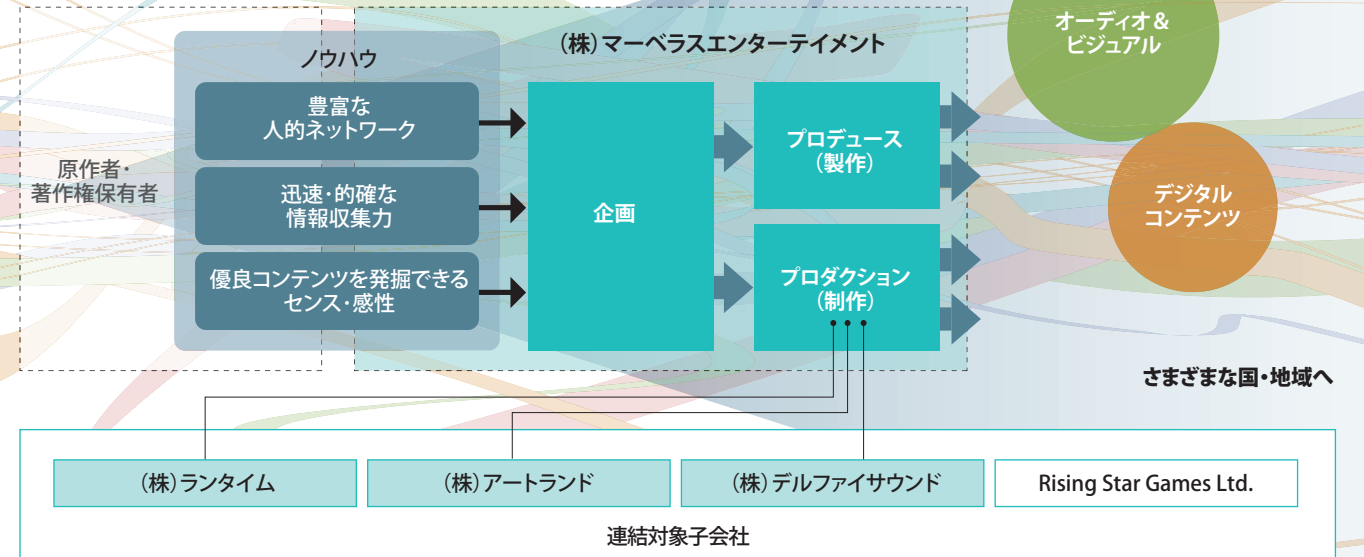 オーディオ&
ビジュアル
(株)マーベラスエンターテイメント
ノウハウ
豊富な
人的ネットワーク
原作者・
著作権保有者
迅速・的確な
情報収集力
優良コンテンツを発掘できる
センス・感性
企画
プロデュース
(製作)
プロダクション
(制作)
デジタル
コンテンツ
さまざまな国・地域へ
(株)ランタイム
(株)アートランド
(株)デルファイサウンド
Rising Star Games Ltd.
連結対象子会社